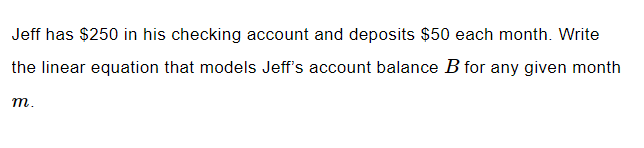 Jeff has $250 in his checking account and deposits $50 each month. Write
the linear equation that models Jeff's account balance B for any given month
m.